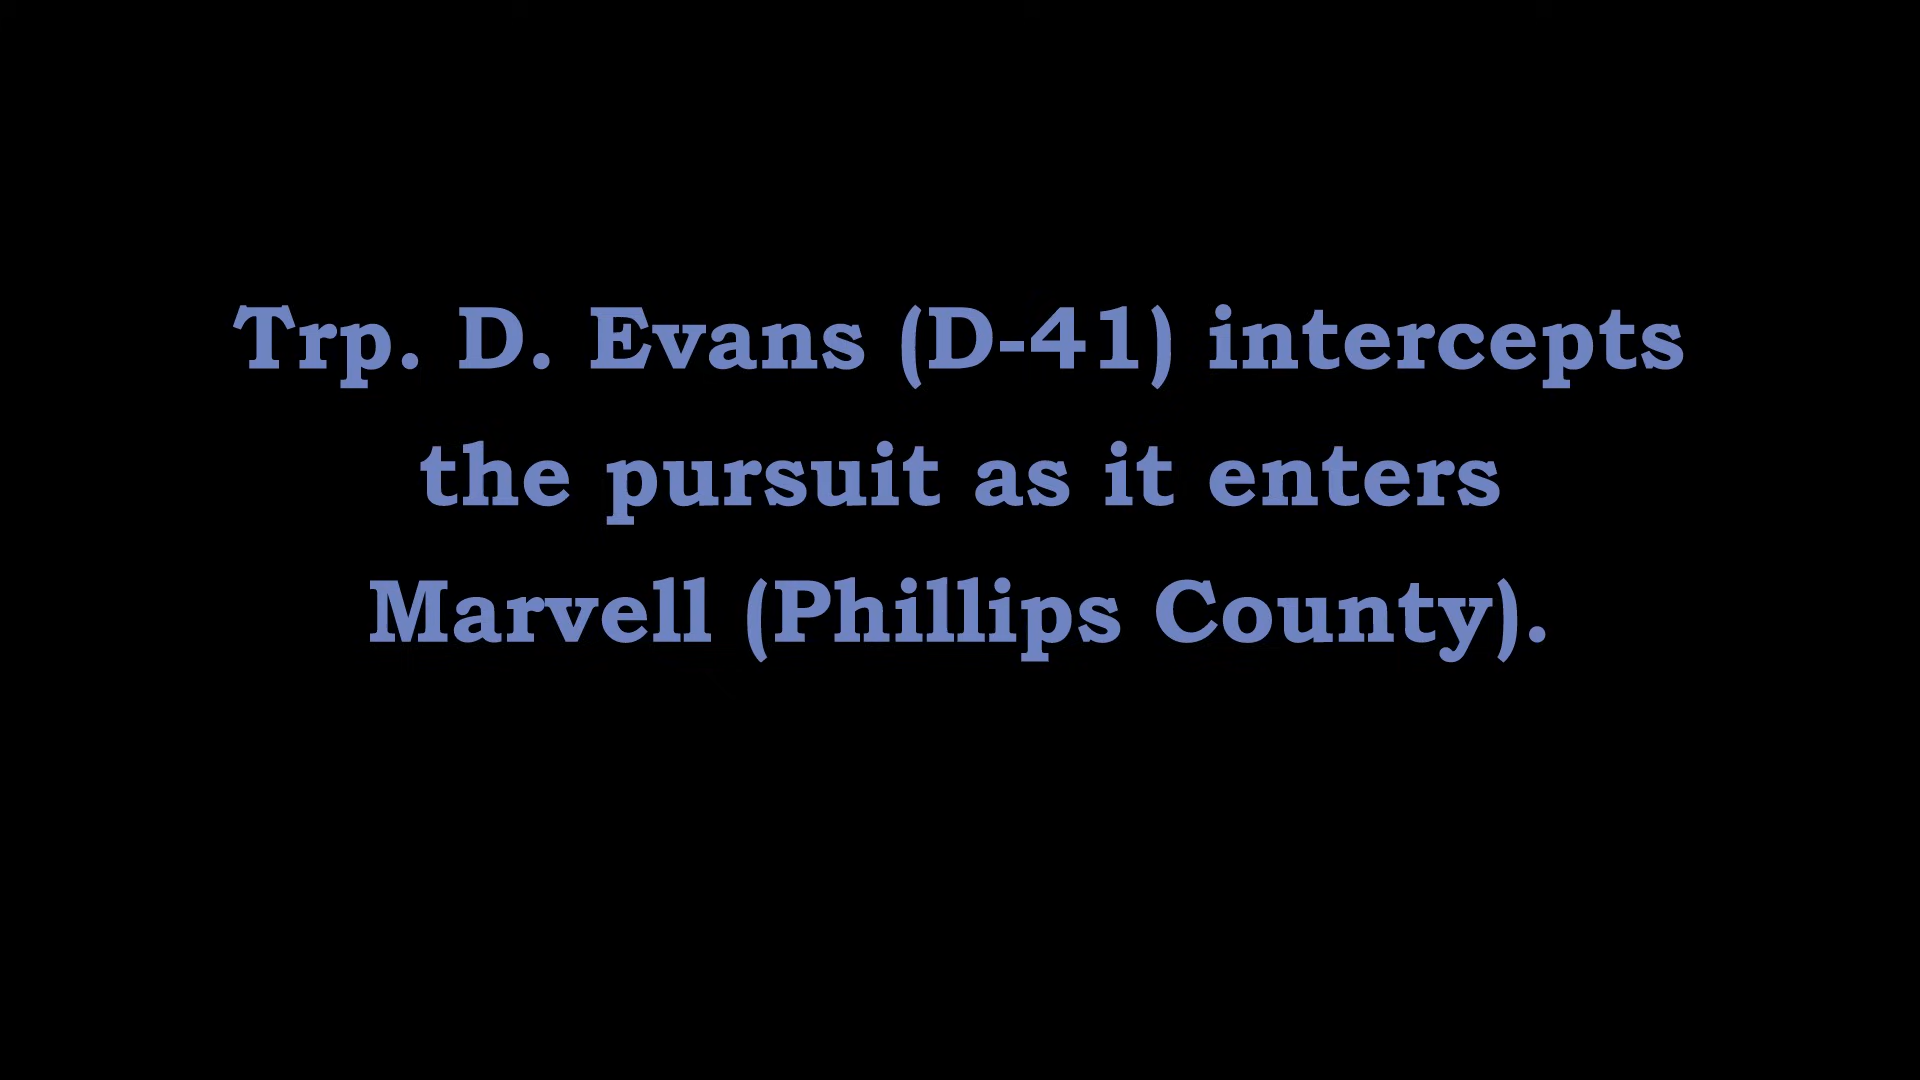 Trp. D. Evans (D-41) intercepts
the pursuit as it enters
Marvell (Phillips County).